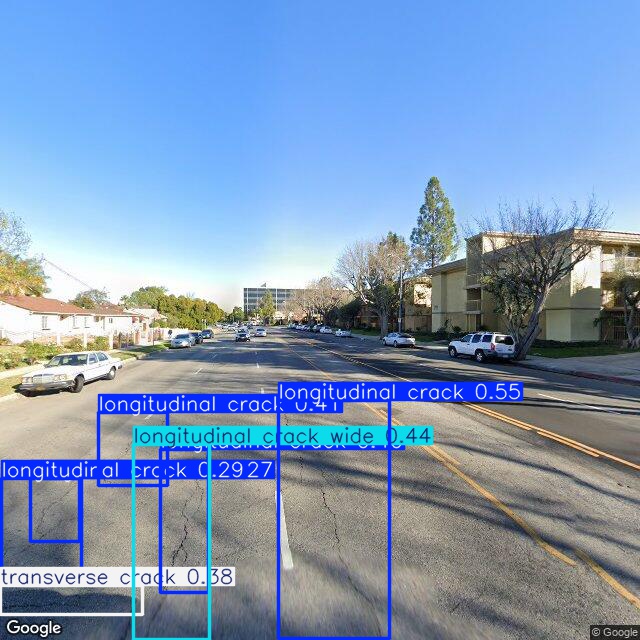 longitudinal crack 0.55
longitudinal crack 0.41
longitudinal crack wide 0.44
longitudinal crack 0.2927
transverse crack 0.38
Google
© Google